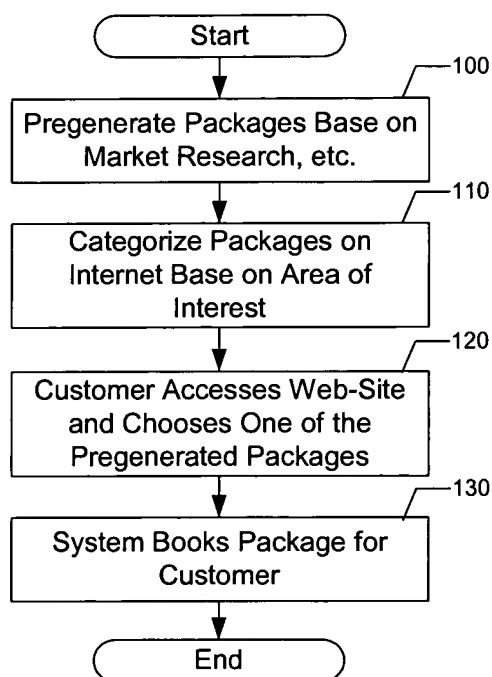 Start
100
Pregenerate Packages Base on
Market Research, etc.
110
Categorize Packages on
Internet Base on Area of
Interest
120
Customer Accesses Web-Site
and Chooses One of the
Pregenerated Packages
130
System Books Package for
Customer
End